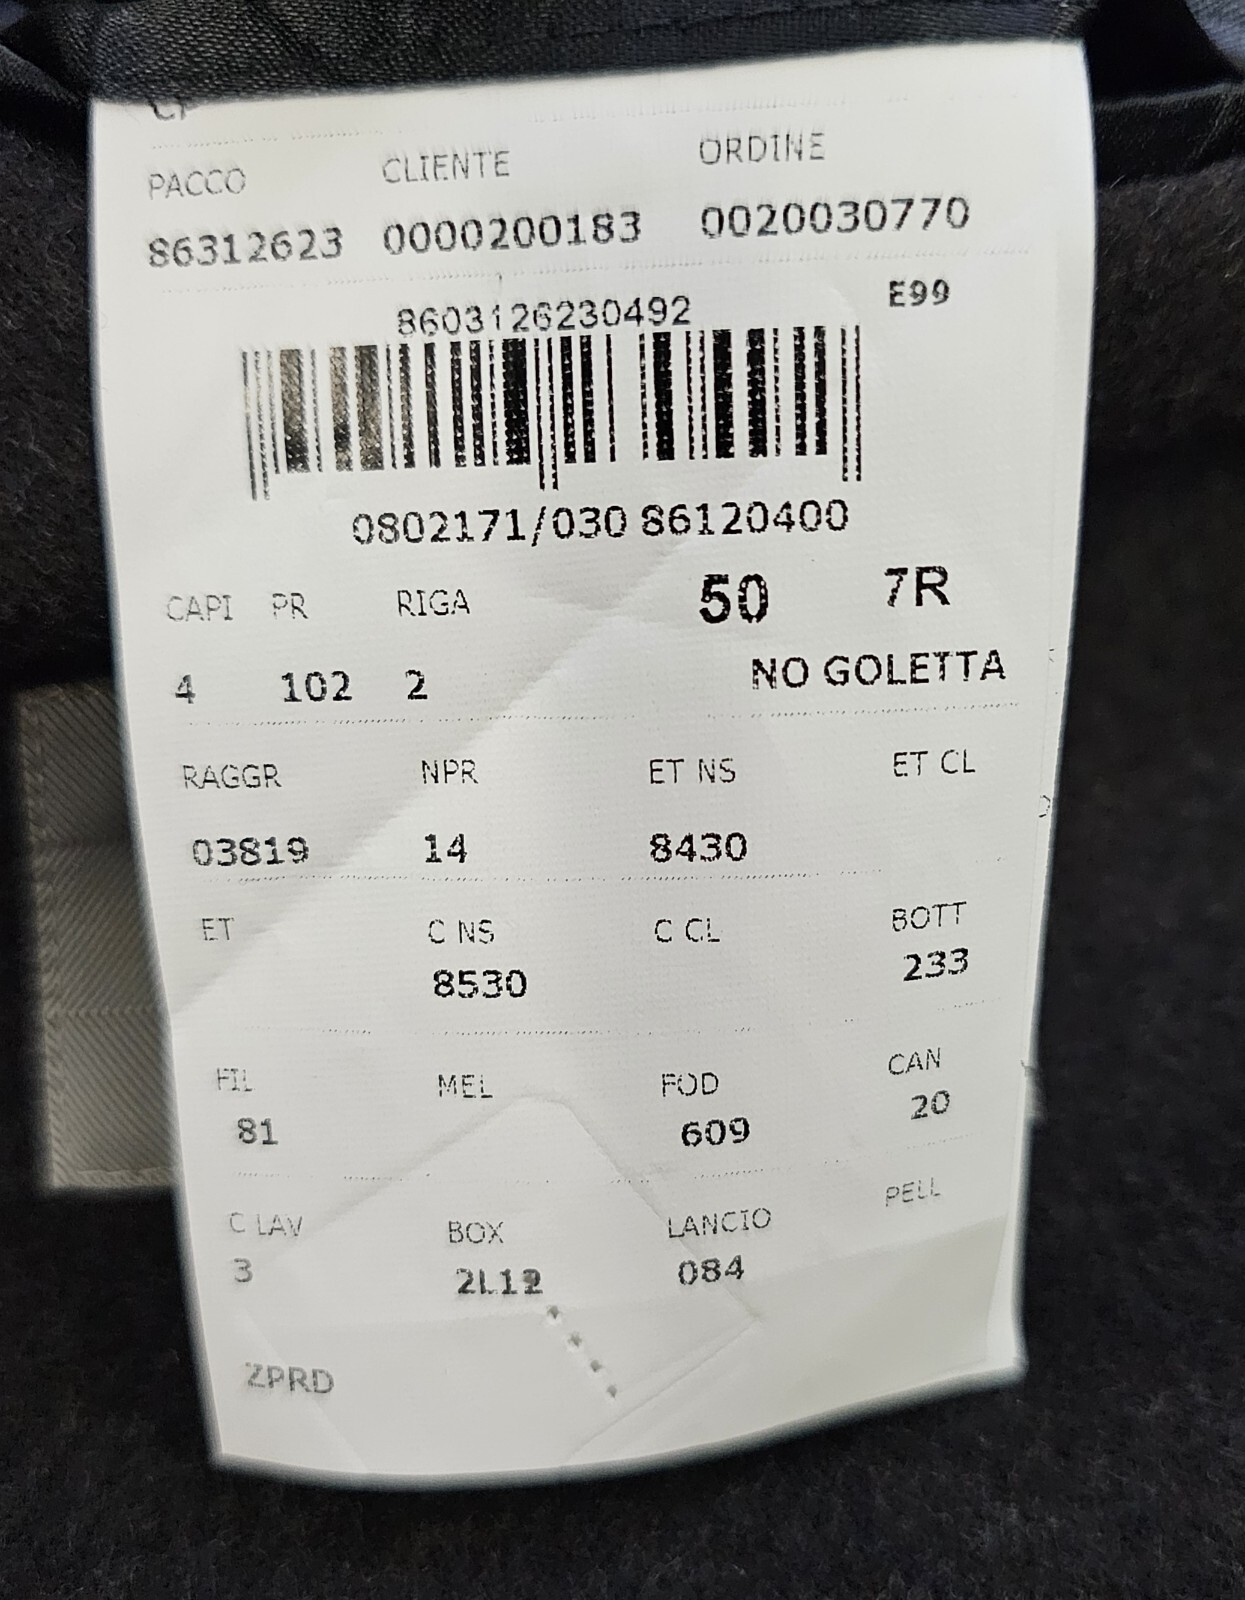 PACCO CLIENTE ORDINE
86312623 0000200183 0020030770
8603126230492 E99
0802171/030 86120400
CAPI PR RIGA 50 7R
4 102 2 NO GOLETTA
RAGGR NPR ET NS ET CL
03819 14 8430
ET C NS C CL BOTT
8530 233
FIL MEL FOD CAN
81 609 20
C LAV BOX LANCIO PELL
3 084
ZPRD